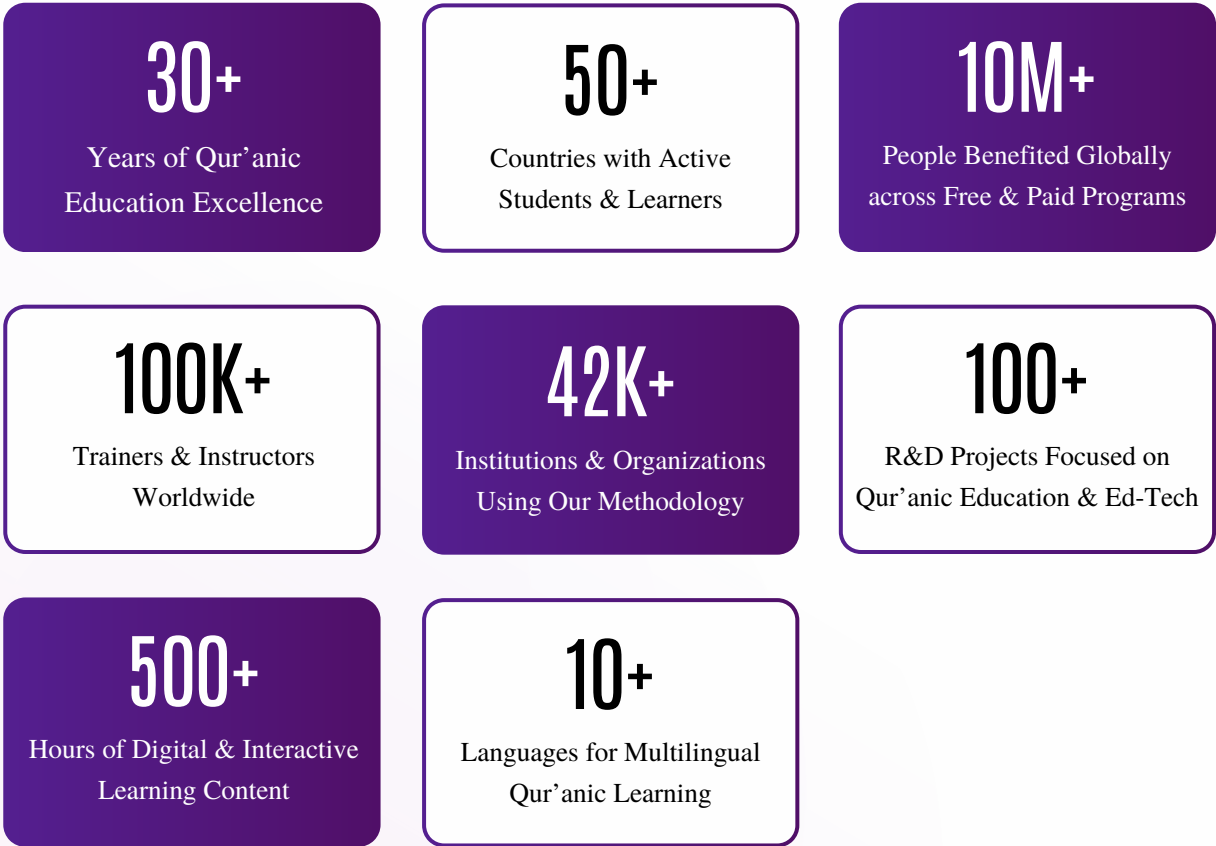 30+
Years of Qur’anic
Education Excellence
50+
Countries with Active
Students & Learners
10M+
People Benefited Globally
across Free & Paid Programs
100K+
Trainers & Instructors
Worldwide
42K+
Institutions & Organizations
Using Our Methodology
100+
R&D Projects Focused on
Qur’anic Education & Ed-Tech
500+
Hours of Digital & Interactive
Learning Content
10+
Languages for Multilingual
Qur’anic Learning